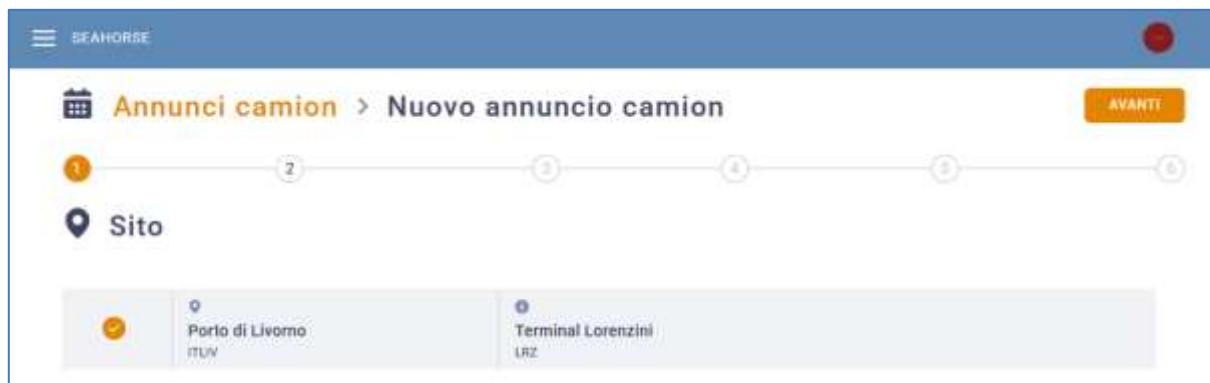 SEAHORSE
Annunci camion > Nuovo annuncio camion
AVANTI
1 2 3 4 5 6
Sito
Porto di Livorno
ITLIV
Terminal Lorenzini
LRZ